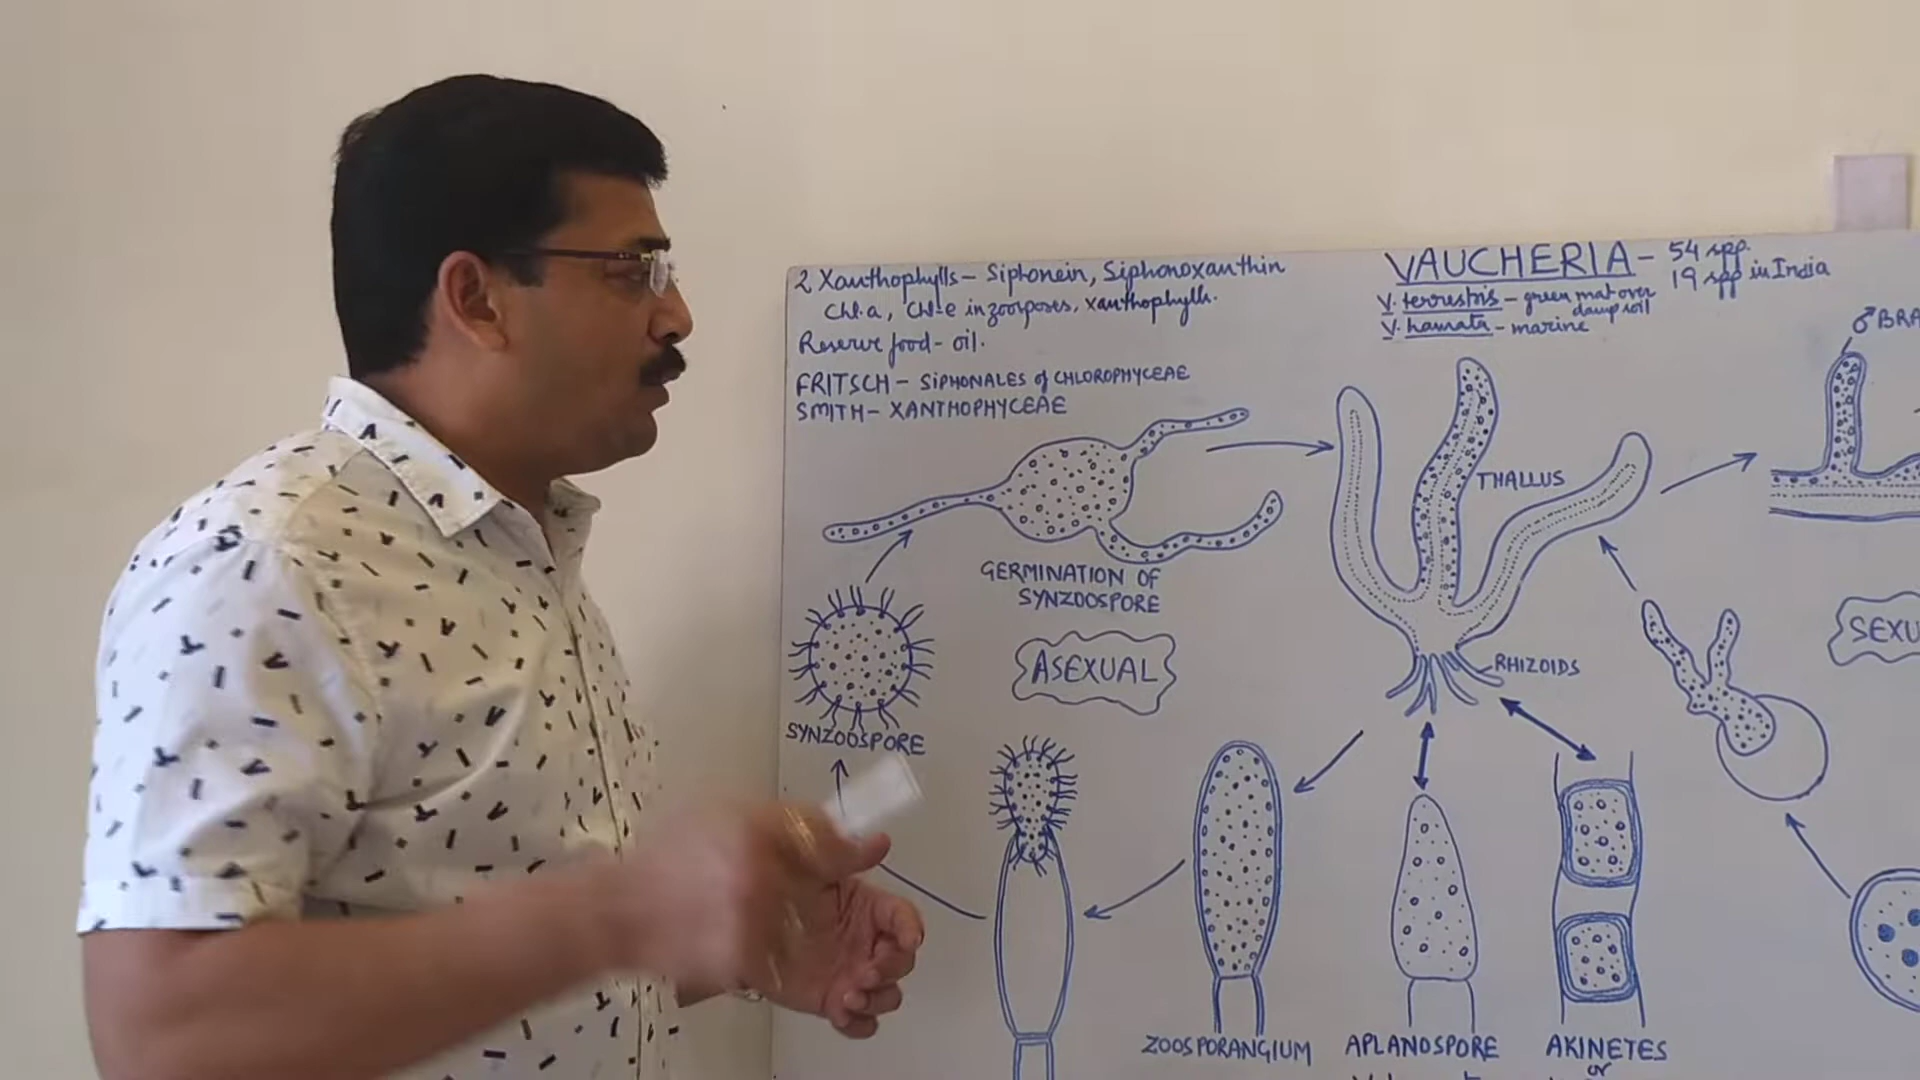 2 Xanthophylls- Siphonein, Siphonoxanthin
Chl.a, Chl-e in zoospores, xanthophylls.
Reserve food- oil.
FRITSCH- SIPHONALES of CHLOROPHYCEAE
SMITH- XANTHOPHYCEAE
VAUCHERIA- 54 spp.
19 spp in India
V. terrestris - green mat over
damp soil
V. hamata - marine
♂ BRA
THALLUS
GERMINATION OF
SYNZOOSPORE
ASEXUAL
SEXU
RHIZOIDS
SYNZOOSPORE
ZOOSPORANGIUM
APLANOSPORE
AKINETES
or